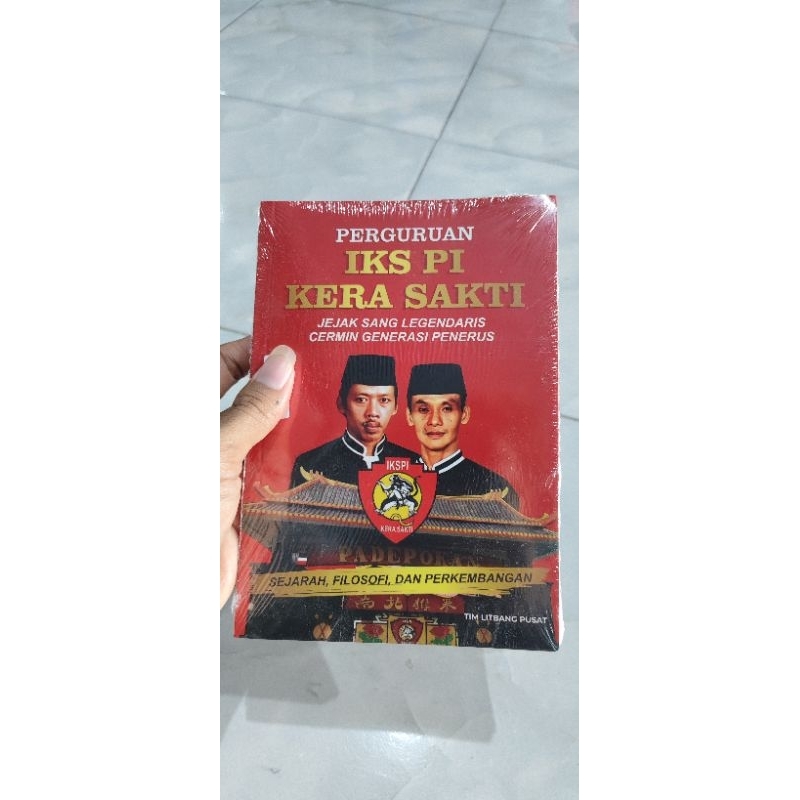 PERGURUAN
IKS PI
KERA SAKTI
JEJAK SANG LEGENDARIS
CERMIN GENERASI PENERUS
IKSPI
KERA SAKTI
PADEPOKAN
SEJARAH, FILOSOFI, DAN PERKEMBANGAN
TIM LITBANG PUSAT